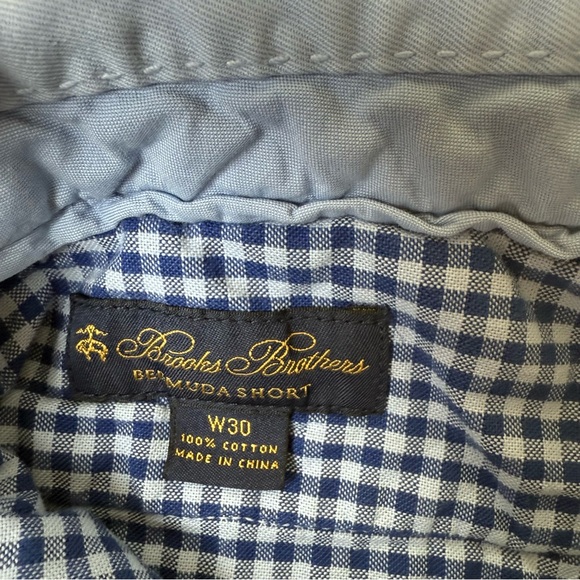 Brooks Brothers
BERMUDA SHORT
W30
100% COTTON
MADE IN CHINA